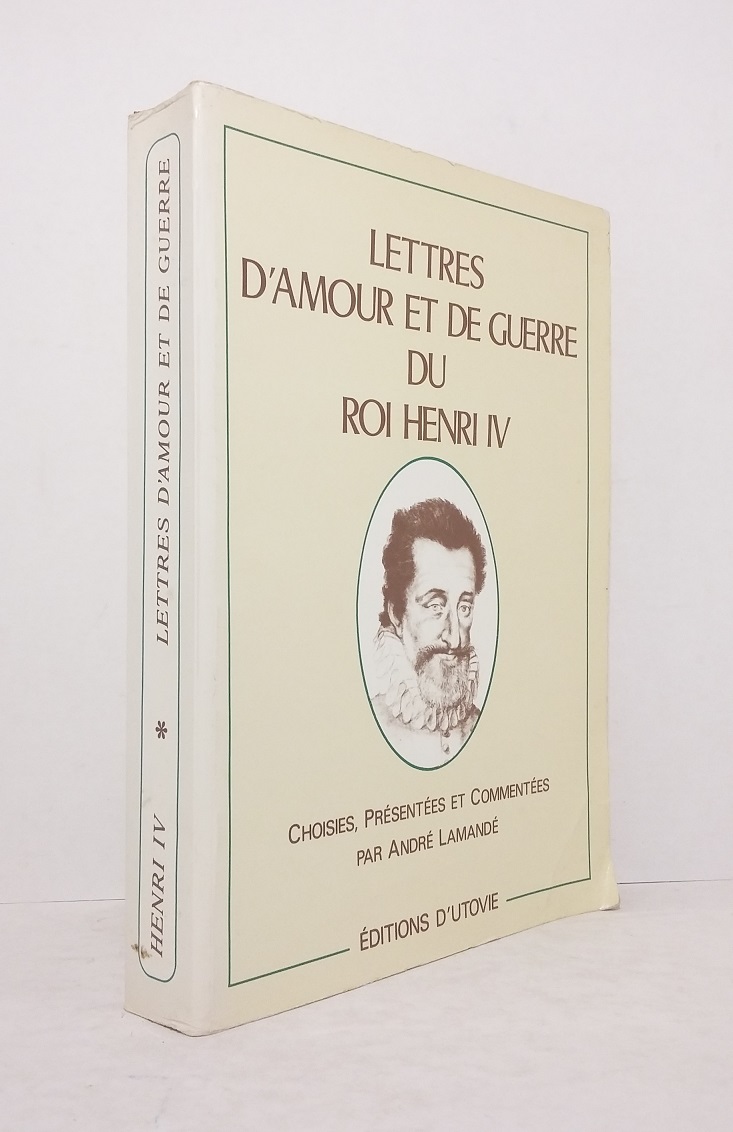 LETTRES
D'AMOUR ET DE GUERRE
DU
ROI HENRI IV
CHOISIES, PRÉSENTÉES ET COMMENTÉES
PAR ANDRÉ LAMANDÉ
ÉDITIONS D'UTOVIE
HENRI IV * LETTRES D'AMOUR ET DE GUERRE